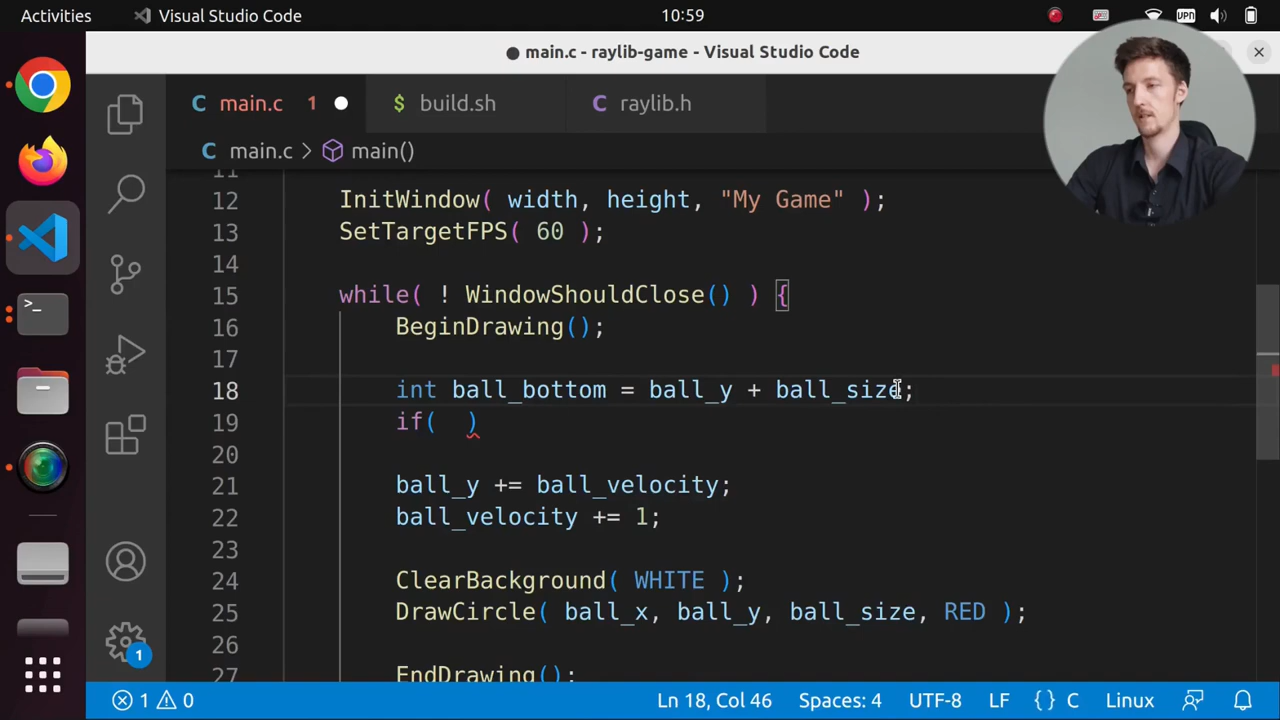 Activities
Visual Studio Code
10:59
VPN
main.c - raylib-game - Visual Studio Code
C main.c 1
$ build.sh
C raylib.h
C main.c > main()
11
12 InitWindow( width, height, "My Game" );
13 SetTargetFPS( 60 );
14
15 while( ! WindowShouldClose() ) {
16 BeginDrawing();
17
18 int ball_bottom = ball_y + ball_size;
19 if(  )
20
21 ball_y += ball_velocity;
22 ball_velocity += 1;
23
24 ClearBackground( WHITE );
25 DrawCircle( ball_x, ball_y, ball_size, RED );
26
27 EndDrawing();
1
1 0
Ln 18, Col 46
Spaces: 4
UTF-8
LF
{ } C
Linux